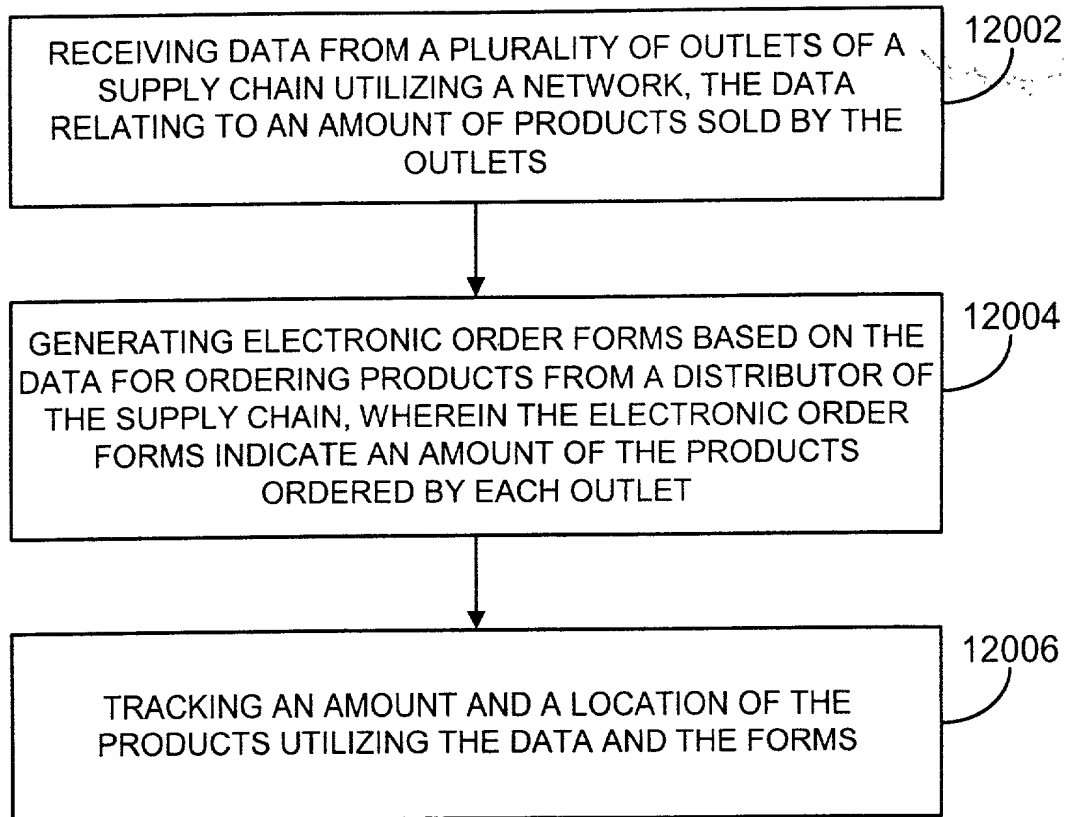 RECEIVING DATA FROM A PLURALITY OF OUTLETS OF A
SUPPLY CHAIN UTILIZING A NETWORK, THE DATA
RELATING TO AN AMOUNT OF PRODUCTS SOLD BY THE
OUTLETS
12002
GENERATING ELECTRONIC ORDER FORMS BASED ON THE
DATA FOR ORDERING PRODUCTS FROM A DISTRIBUTOR OF
THE SUPPLY CHAIN, WHEREIN THE ELECTRONIC ORDER
FORMS INDICATE AN AMOUNT OF THE PRODUCTS
ORDERED BY EACH OUTLET
12004
TRACKING AN AMOUNT AND A LOCATION OF THE
PRODUCTS UTILIZING THE DATA AND THE FORMS
12006